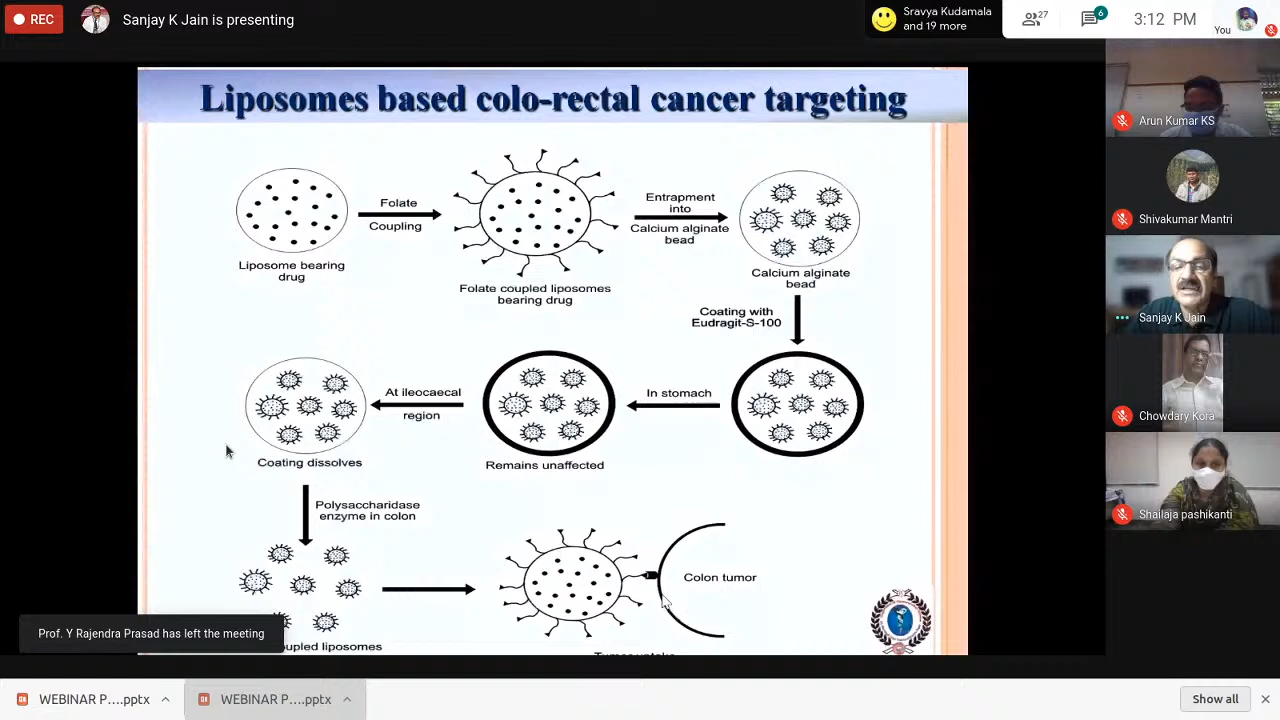 REC
Sanjay K Jain is presenting
Sravya Kudamala
and 19 more
27
6
3:12 PM
You
Liposomes based colo-rectal cancer targeting
Liposome bearing
drug
Folate
Coupling
Folate coupled liposomes
bearing drug
Entrapment
into
Calcium alginate
bead
Calcium alginate
bead
Coating with
Eudragit-S-100
In stomach
Remains unaffected
At ileocaecal
region
Coating dissolves
Polysaccharidase
enzyme in colon
upled liposomes
Colon tumor
Arun Kumar KS
Shivakumar Mantri
Sanjay K Jain
Chowdary Kora
Shailaja pashikanti
Prof. Y Rajendra Prasad has left the meeting
WEBINAR P....pptx
WEBINAR P....pptx
Show all